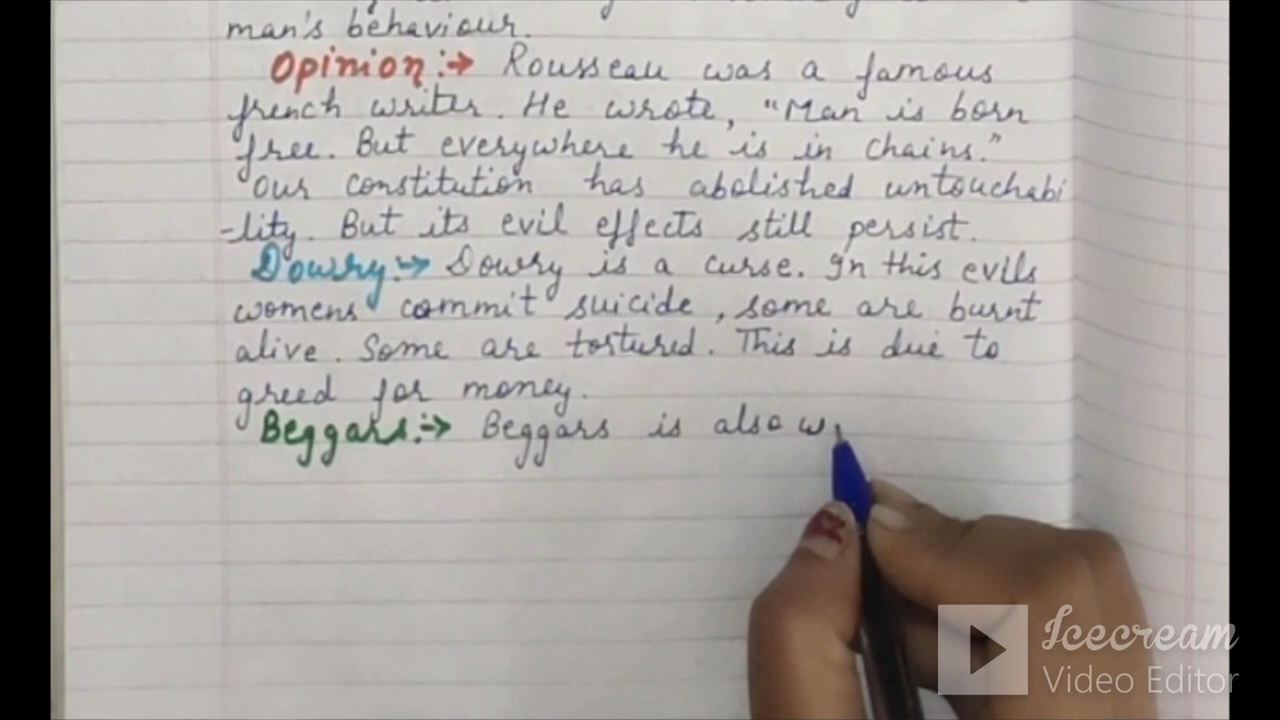 man's behaviour.
Opinion :→ Rousseau was a famous
french writer. He wrote, "Man is born
free. But everywhere he is in chains."
Our constitution has abolished untouchabi
-lity. But its evil effects still persist.
Dowry :→ Dowry is a curse. In this evils
womens commit suicide, some are burnt
alive. Some are tortured. This is due to
greed for money.
Beggars :→ Beggars is also
Icecream
Video Editor